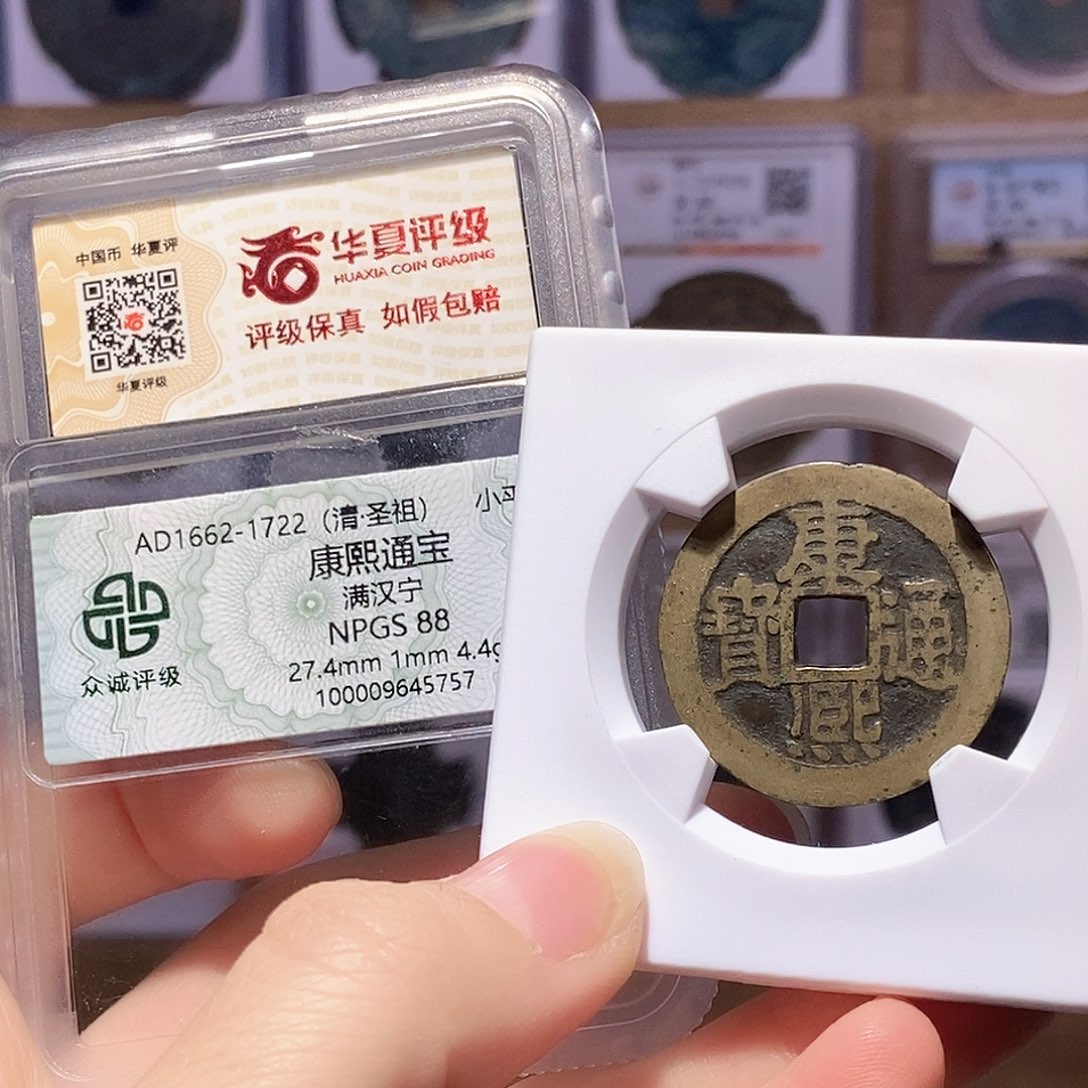 中国币 华夏评
华夏评级
华夏评级
HUAXIA COIN GRADING
评级保真 如假包赔
AD1662-1722（清·圣祖） 小平
康熙通宝
满汉宁
NPGS 88
27.4mm 1mm 4.4g
100009645757
众诚评级
康熙通寶